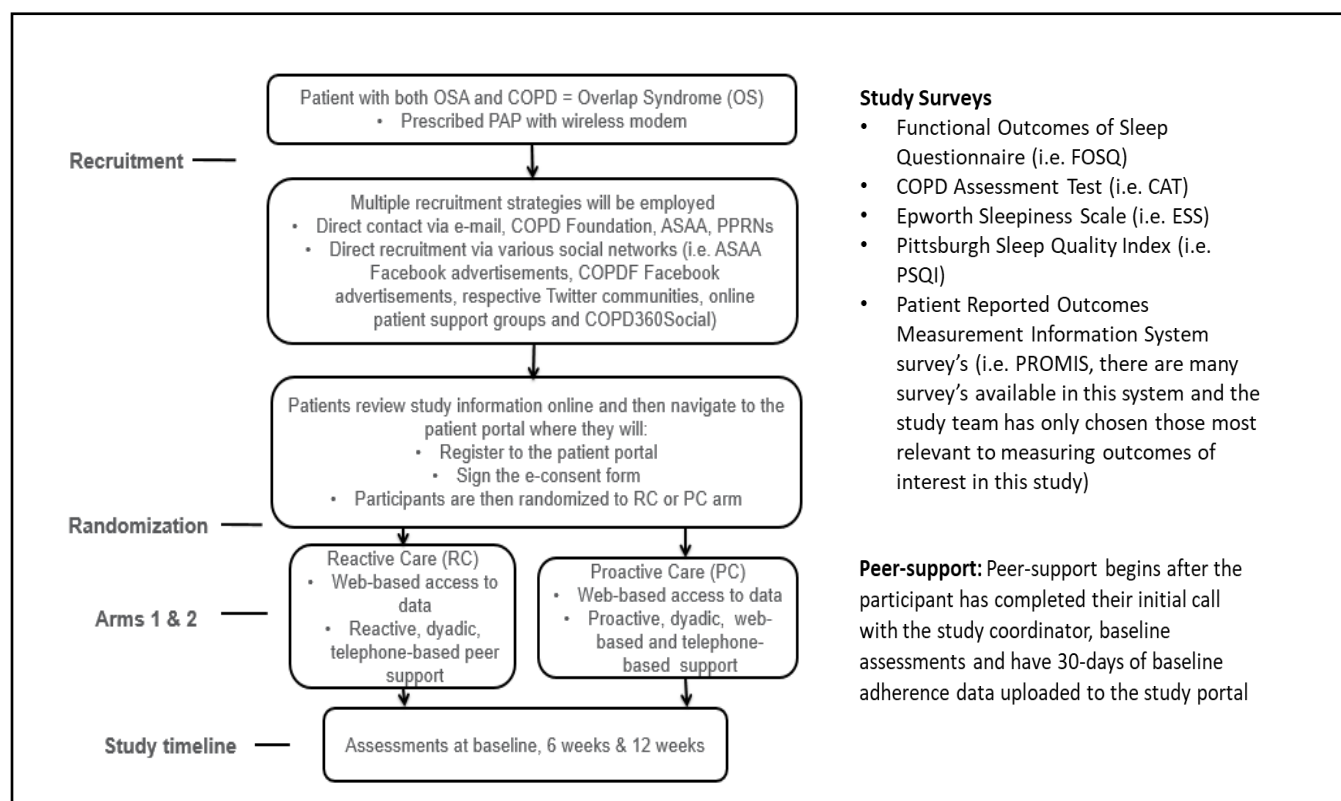 Patient with both OSA and COPD = Overlap Syndrome (OS)
• Prescribed PAP with wireless modem
Recruitment
Multiple recruitment strategies will be employed
• Direct contact via e-mail, COPD Foundation, ASAA, PPRNs
• Direct recruitment via various social networks (i.e. ASAA
Facebook advertisements, COPDF Facebook
advertisements, respective Twitter communities, online
patient support groups and COPD360Social)
Patients review study information online and then navigate to the
patient portal where they will:
• Register to the patient portal
• Sign the e-consent form
• Participants are then randomized to RC or PC arm
Randomization
Arms 1 & 2
Reactive Care (RC)
• Web-based access to
data
• Reactive, dyadic,
telephone-based peer
support
Proactive Care (PC)
• Web-based access to data
• Proactive, dyadic, web-
based and telephone-
based support
Study timeline
Assessments at baseline, 6 weeks & 12 weeks
Study Surveys
• Functional Outcomes of Sleep
Questionnaire (i.e. FOSQ)
• COPD Assessment Test (i.e. CAT)
• Epworth Sleepiness Scale (i.e. ESS)
• Pittsburgh Sleep Quality Index (i.e.
PSQI)
• Patient Reported Outcomes
Measurement Information System
survey's (i.e. PROMIS, there are many
survey's available in this system and the
study team has only chosen those most
relevant to measuring outcomes of
interest in this study)
Peer-support: Peer-support begins after the
participant has completed their initial call
with the study coordinator, baseline
assessments and have 30-days of baseline
adherence data uploaded to the study portal